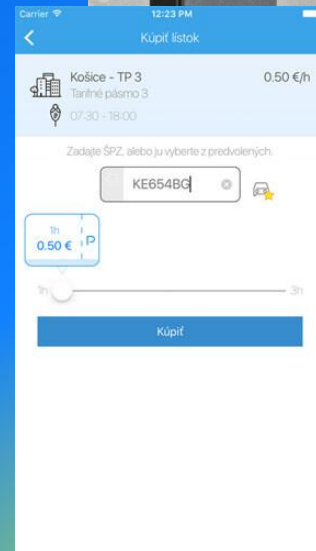 Carrier 12:23 PM
Kúpiť lístok
Košice - TP 3 0.50 €/h
Tarifné pásmo 3
07:30 - 18:00
Zadajte ŠPZ, alebo ju vyberte z predvolených.
KE654BG
1h
0.50 € P
1h 3h
Kúpiť